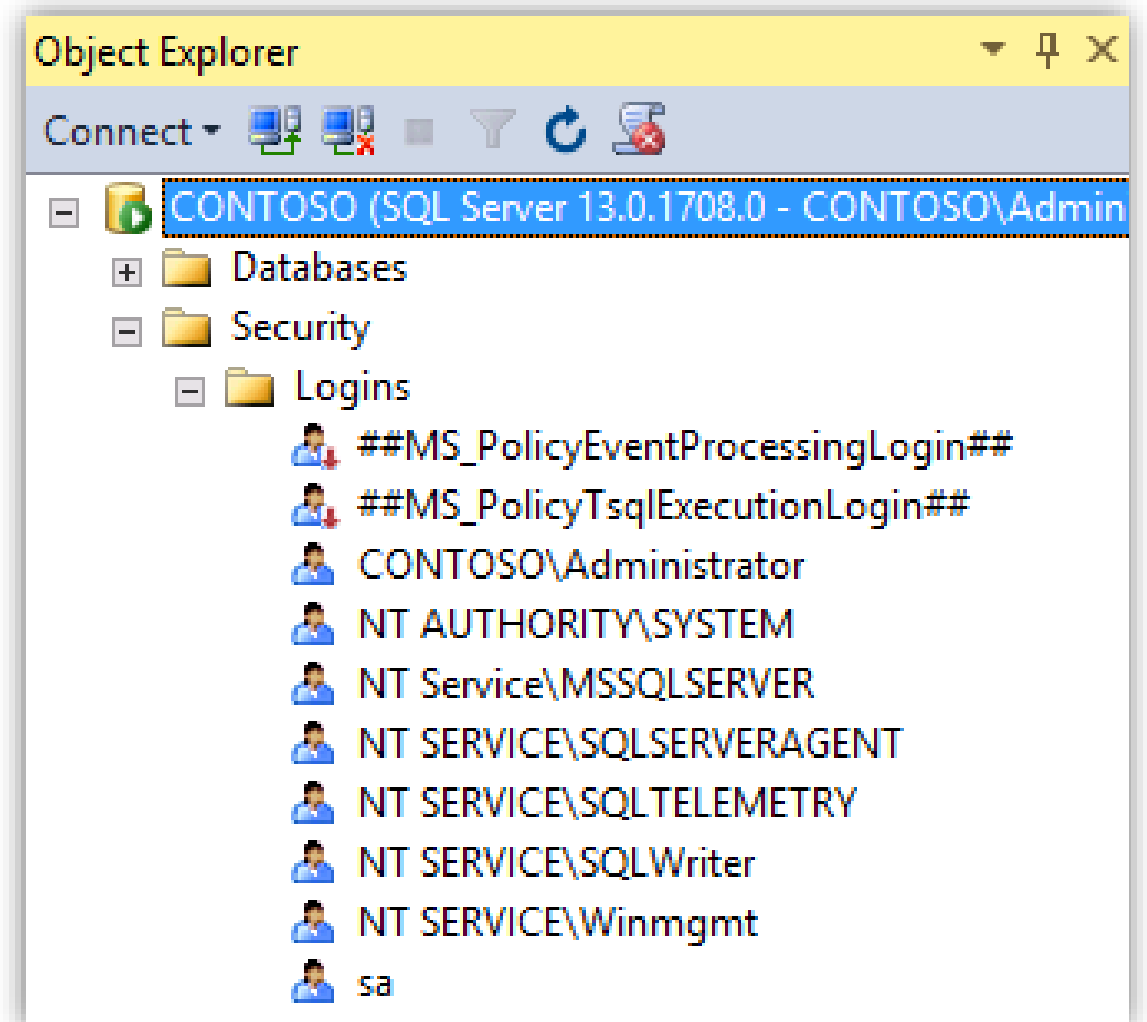 Object Explorer
Connect
CONTOSO (SQL Server 13.0.1708.0 - CONTOSO\Admin
Databases
Security
Logins
##MS_PolicyEventProcessingLogin##
##MS_PolicyTsqlExecutionLogin##
CONTOSO\Administrator
NT AUTHORITY\SYSTEM
NT Service\MSSQLSERVER
NT SERVICE\SQLSERVERAGENT
NT SERVICE\SQLTELEMETRY
NT SERVICE\SQLWriter
NT SERVICE\Winmgmt
sa